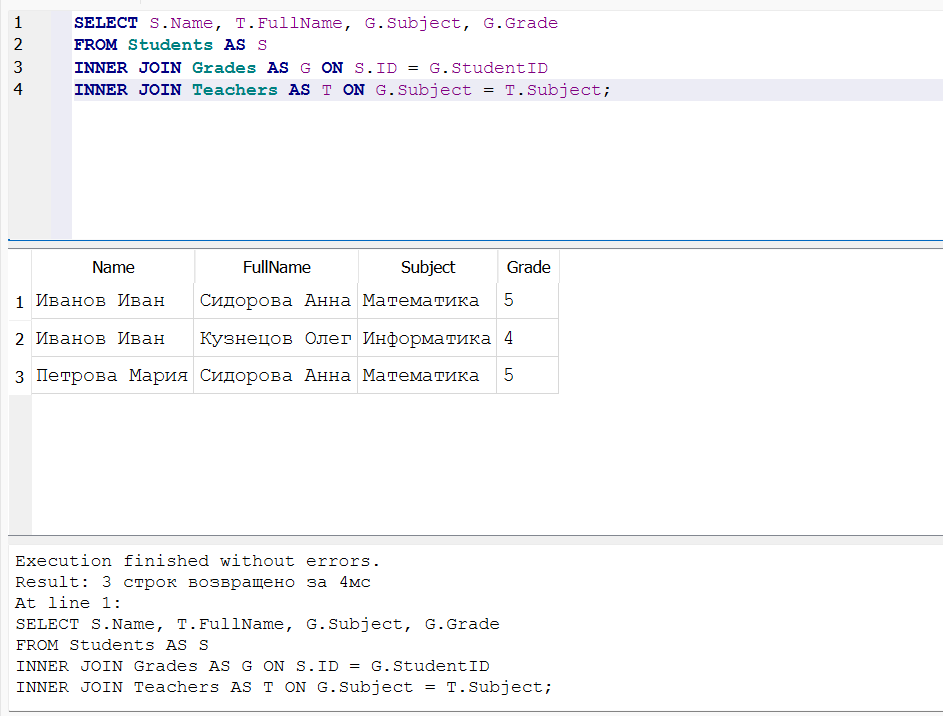 1 SELECT S.Name, T.FullName, G.Subject, G.Grade
2 FROM Students AS S
3 INNER JOIN Grades AS G ON S.ID = G.StudentID
4 INNER JOIN Teachers AS T ON G.Subject = T.Subject;
Name FullName Subject Grade
1 Иванов Иван Сидорова Анна Математика 5
2 Иванов Иван Кузнецов Олег Информатика 4
3 Петрова Мария Сидорова Анна Математика 5
Execution finished without errors.
Result: 3 строк возвращено за 4мс
At line 1:
SELECT S.Name, T.FullName, G.Subject, G.Grade
FROM Students AS S
INNER JOIN Grades AS G ON S.ID = G.StudentID
INNER JOIN Teachers AS T ON G.Subject = T.Subject;